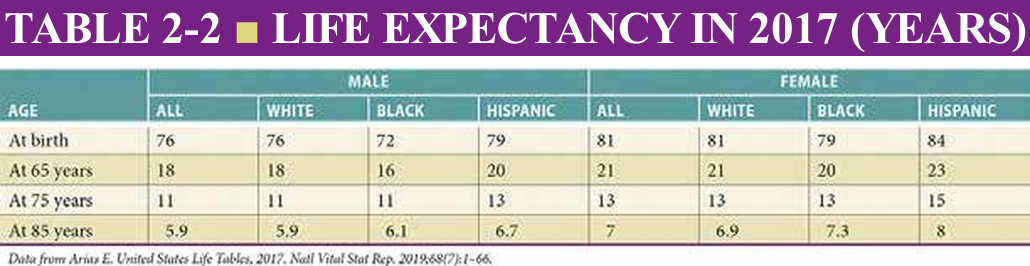 TABLE 2-2 ■ LIFE EXPECTANCY IN 2017 (YEARS)
MALE FEMALE
AGE ALL WHITE BLACK HISPANIC ALL WHITE BLACK HISPANIC
At birth 76 76 72 79 81 81 79 84
At 65 years 18 18 16 20 21 21 20 23
At 75 years 11 11 11 13 13 13 13 15
At 85 years 5.9 5.9 6.1 6.7 7 6.9 7.3 8
Data from Arias E. United States Life Tables, 2017. Natl Vital Stat Rep. 2019;68(7):1–66.